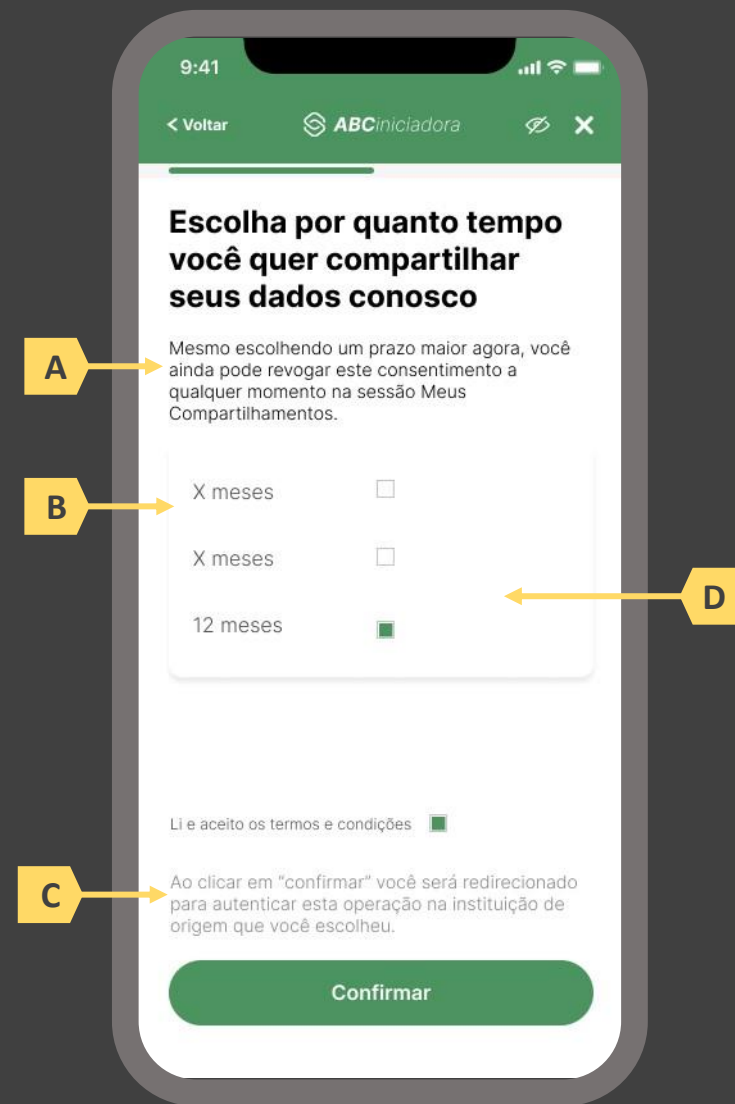 9:41
< Voltar ABCiniciadora
Escolha por quanto tempo
você quer compartilhar
seus dados conosco
A
Mesmo escolhendo um prazo maior agora, você
ainda pode revogar este consentimento a
qualquer momento na sessão Meus
Compartilhamentos.
B
X meses
X meses
D
12 meses
Li e aceito os termos e condições
C
Ao clicar em "confirmar" você será redirecionado
para autenticar esta operação na instituição de
origem que você escolheu.
Confirmar